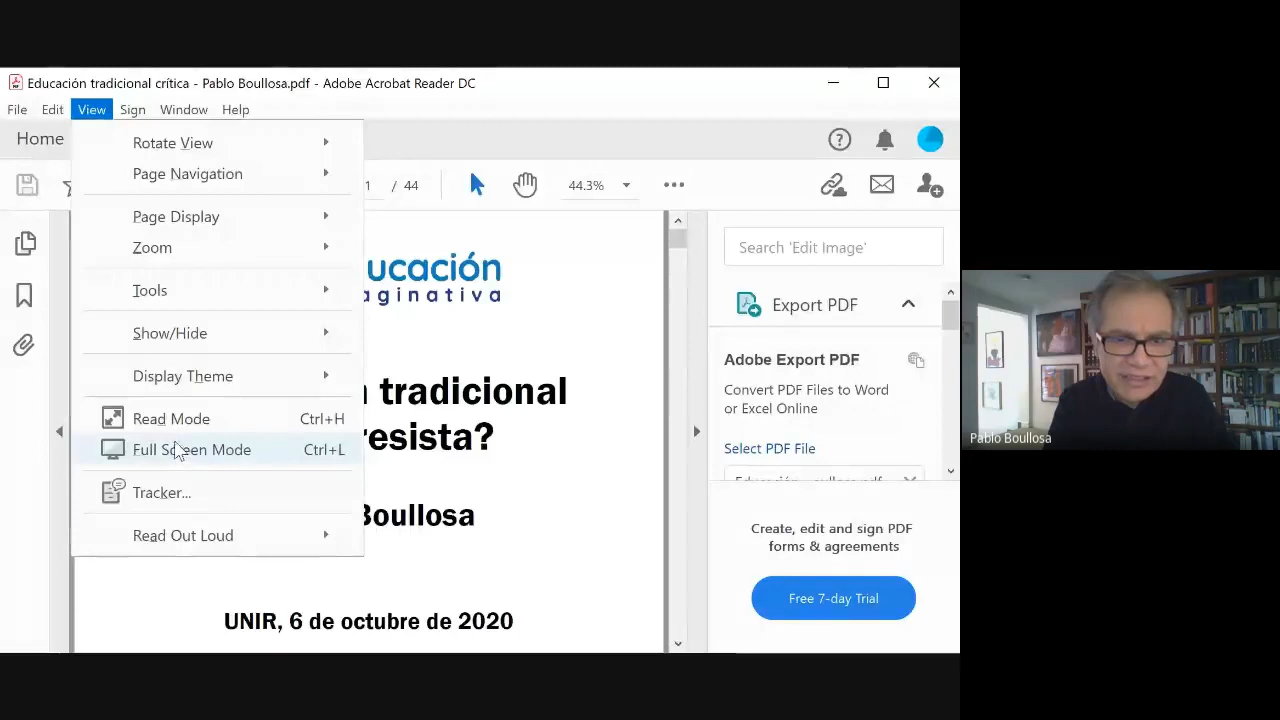 Educación tradicional crítica - Pablo Boullosa.pdf - Adobe Acrobat Reader DC
File Edit View Sign Window Help
Home
Rotate View
Page Navigation
Page Display
Zoom
Tools
Show/Hide
Display Theme
Read Mode Ctrl+H
Full Screen Mode Ctrl+L
Tracker...
Read Out Loud
1 / 44
44.3%
ucación
aginativa
tradicional
resista?
Boullosa
UNIR, 6 de octubre de 2020
Search 'Edit Image'
Export PDF
Adobe Export PDF
Convert PDF Files to Word
or Excel Online
Select PDF File
Create, edit and sign PDF
forms & agreements
Free 7-day Trial
Pablo Boullosa